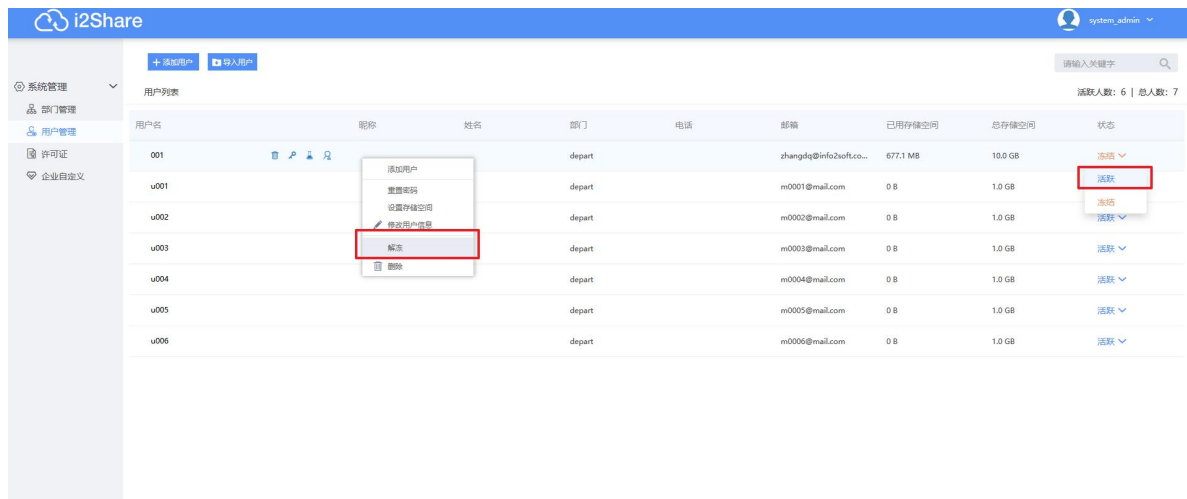 i2Share
system_admin
添加用户 导入用户
请输入关键字
系统管理
用户列表
活跃人数: 6 | 总人数: 7
部门管理
用户管理
许可证
企业自定义
用户名 昵称 姓名 部门 电话 邮箱 已用存储空间 总存储空间 状态
001 depart zhangdq@info2soft.co... 677.1 MB 10.0 GB 冻结
u001 depart m0001@mail.com 0 B 1.0 GB
u002 depart m0002@mail.com 0 B 1.0 GB 活跃
u003 depart m0003@mail.com 0 B 1.0 GB 活跃
u004 depart m0004@mail.com 0 B 1.0 GB 活跃
u005 depart m0005@mail.com 0 B 1.0 GB 活跃
u006 depart m0006@mail.com 0 B 1.0 GB 活跃
添加用户
重置密码
设置存储空间
修改用户信息
解冻
删除
活跃
冻结